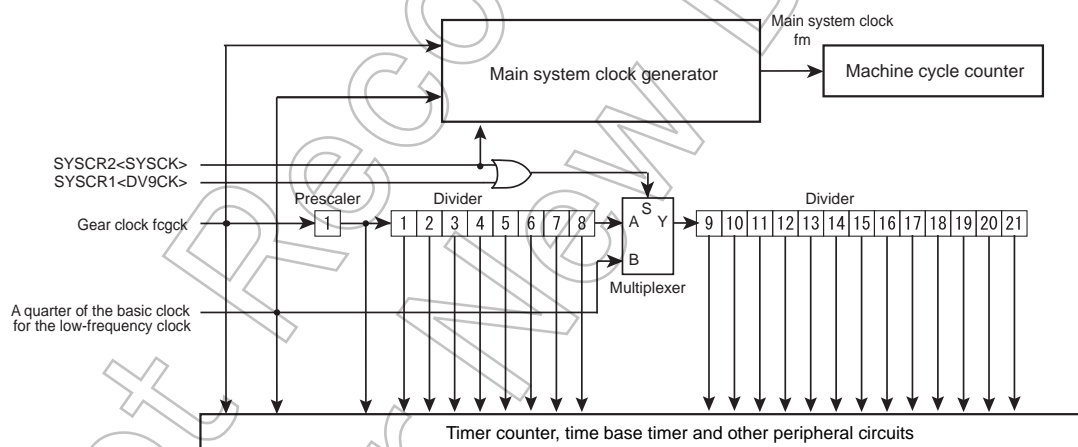 Main system clock
fm
Main system clock generator
Machine cycle counter
SYSCR2<SYSCK>
SYSCR1<DV9CK>
Prescaler
Divider
Divider
Gear clock fcgck
1
1 2 3 4 5 6 7 8
S
A Y
B
9 10 11 12 13 14 15 16 17 18 19 20 21
Multiplexer
A quarter of the basic clock
for the low-frequency clock
Timer counter, time base timer and other peripheral circuits